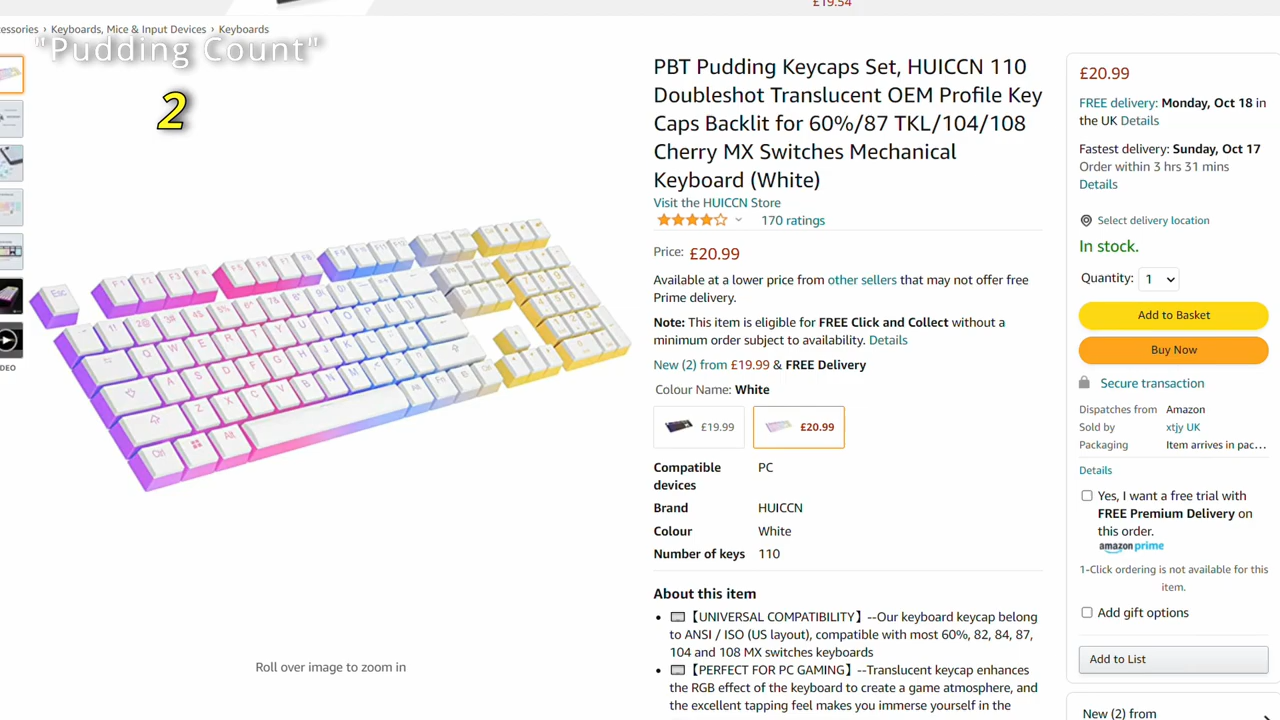 £19.54
Keyboards, Mice & Input Devices › Keyboards
"Pudding Count"
2
PBT Pudding Keycaps Set, HUICCN 110
Doubleshot Translucent OEM Profile Key
Caps Backlit for 60%/87 TKL/104/108
Cherry MX Switches Mechanical
Keyboard (White)
Visit the HUICCN Store
170 ratings
Price: £20.99
Available at a lower price from other sellers that may not offer free
Prime delivery.
Note: This item is eligible for FREE Click and Collect without a
minimum order subject to availability. Details
New (2) from £19.99 & FREE Delivery
Colour Name: White
£19.99
£20.99
Compatible PC
devices
Brand HUICCN
Colour White
Number of keys 110
About this item
• 【UNIVERSAL COMPATIBILITY】--Our keyboard keycap belong
to ANSI / ISO (US layout), compatible with most 60%, 82, 84, 87,
104 and 108 MX switches keyboards
• 【PERFECT FOR PC GAMING】--Translucent keycap enhances
the RGB effect of the keyboard to create a game atmosphere, and
the excellent tapping feel makes you immerse yourself in the
Roll over image to zoom in
£20.99
FREE delivery: Monday, Oct 18 in
the UK Details
Fastest delivery: Sunday, Oct 17
Order within 3 hrs 31 mins
Details
Select delivery location
In stock.
Quantity: 1
Add to Basket
Buy Now
Secure transaction
Dispatches from Amazon
Sold by xtjy UK
Packaging Item arrives in pac…
Details
Yes, I want a free trial with
FREE Premium Delivery on
this order.
amazon prime
1-Click ordering is not available for this
item.
Add gift options
Add to List
New (2) from